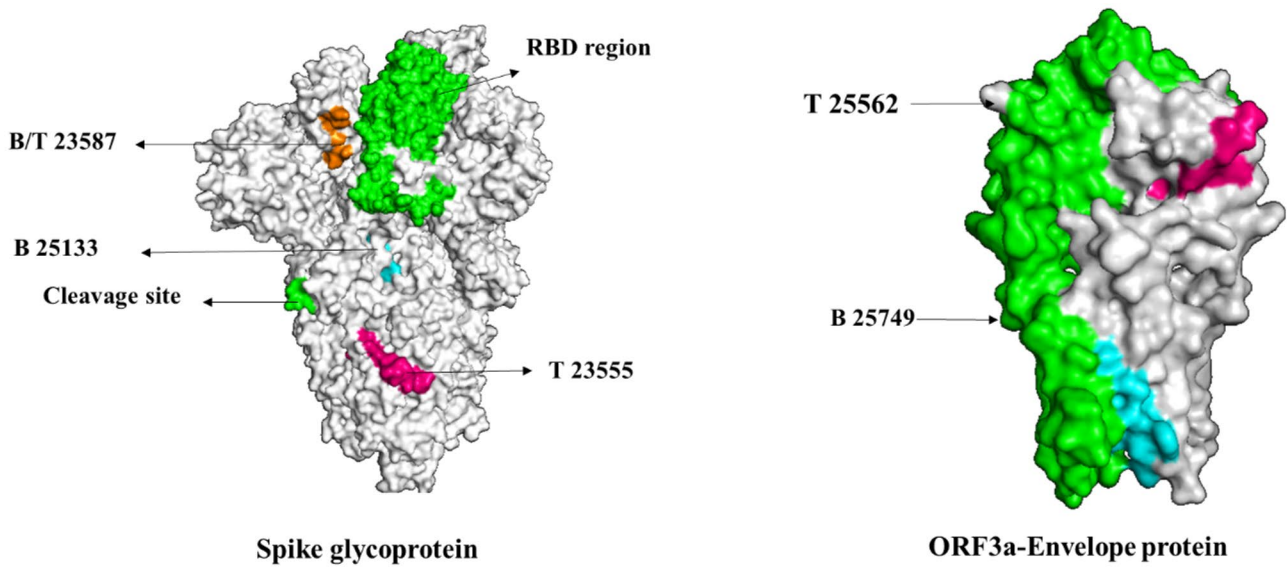 RBD region
B/T 23587
B 25133
Cleavage site
T 23555
Spike glycoprotein
T 25562
B 25749
ORF3a-Envelope protein